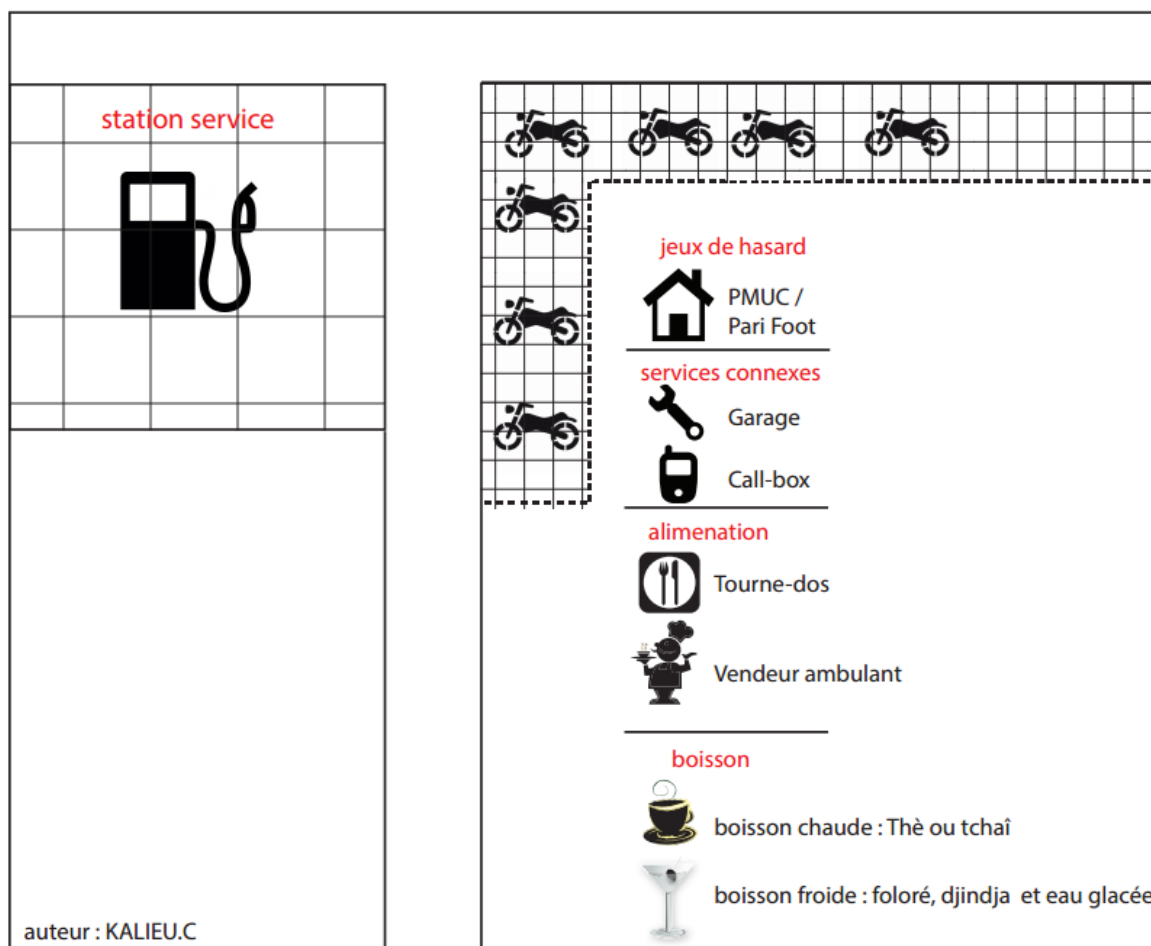 station service
jeux de hasard
PMUC /
Pari Foot
services connexes
Garage
Call-box
alimenation
Tourne-dos
Vendeur ambulant
boisson
boisson chaude : Thè ou tchaî
boisson froide : foloré, djindja et eau glacée
auteur : KALIEU.C